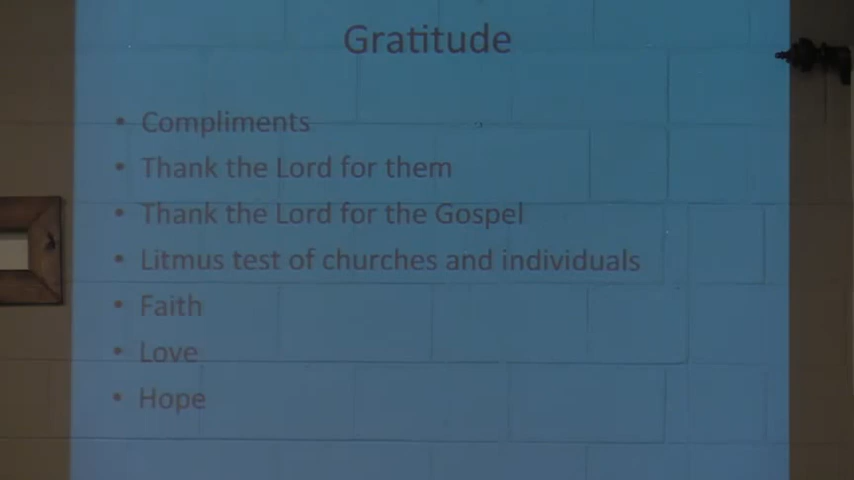 Gratitude
• Compliments
• Thank the Lord for them
• Thank the Lord for the Gospel
• Litmus test of churches and individuals
• Faith
• Love
• Hope